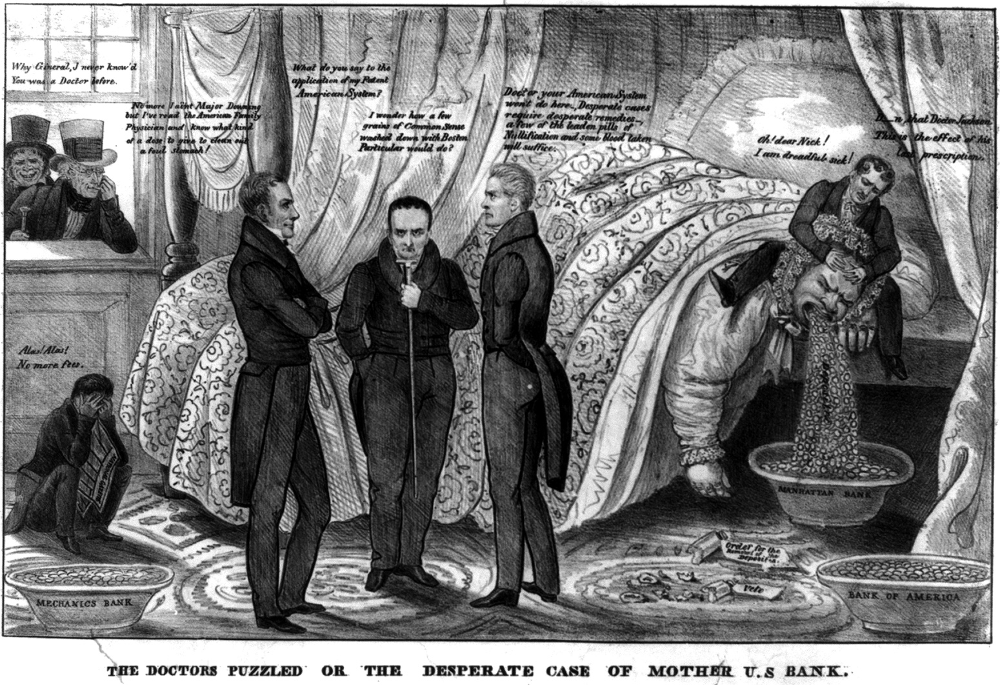 Why General, I never know'd
You was a Doctor before.
No more I aint Major Downing
but I've read the American Family
Physician and know what kind
of a dose to give to clean out
a foul stomach!
What do you say to the
application of my Patent
American System?
I wonder how a few
grains of Common Sense
washed down with Boston
Particular would do?
Doctor your American System
won't do here_ Desperate cases
require desperate remedies_,
a few of the leaden pills of
Nullification and some blood taken
will suffice.
Oh! dear Nick!
I am dreadful sick!
D__n that Doctor Jackson
This is the effect of his
last prescription.
Alas! Alas!
No more fees.
MANHATTAN BANK
Order for the
Removal of the
Deposites.
Veto
MECHANICS BANK
BANK OF AMERICA
THE DOCTORS PUZZLED OR THE DESPERATE CASE OF MOTHER U.S BANK.